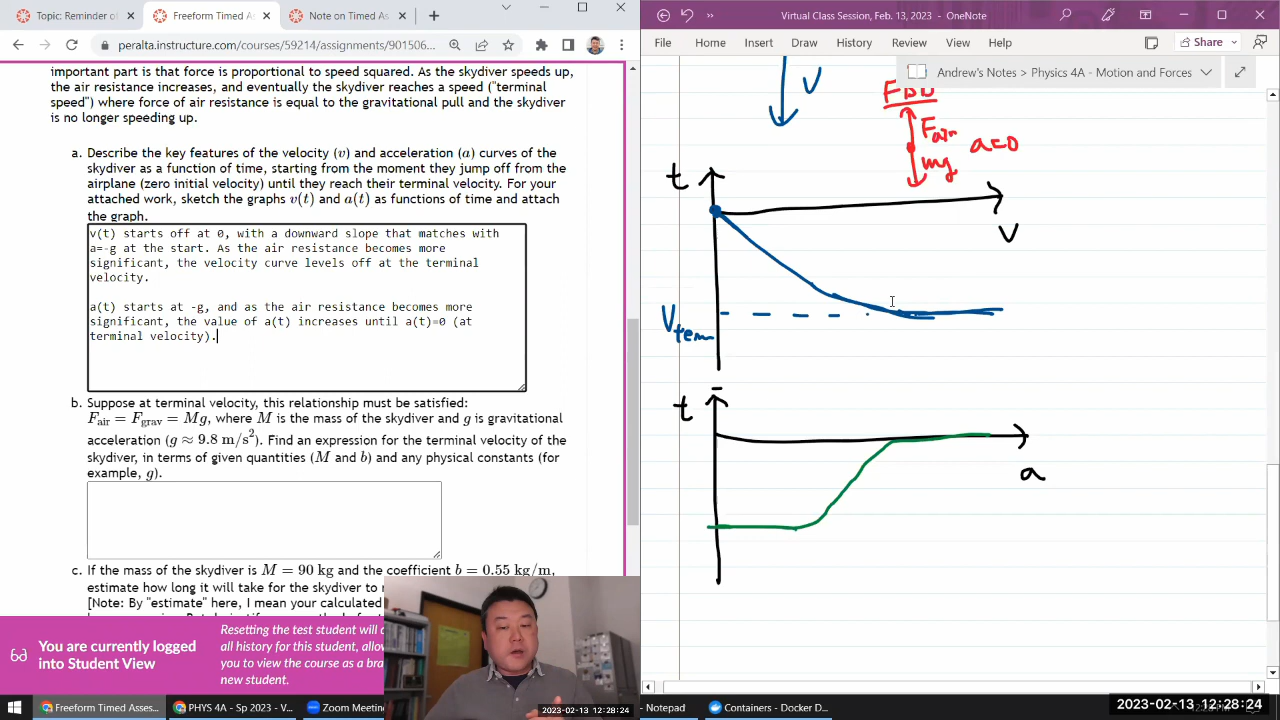 Topic: Reminder of
Freeform Timed As
Note on Timed As
Virtual Class Session, Feb. 13, 2023 - OneNote
peralta.instructure.com/courses/59214/assignments/901506...
File
Home
Insert
Draw
History
Review
View
Help
Share
Andrew's Notes > Physics 4A - Motion and Forces
important part is that force is proportional to speed squared. As the skydiver speeds up,
the air resistance increases, and eventually the skydiver reaches a speed ("terminal
speed") where force of air resistance is equal to the gravitational pull and the skydiver
is no longer speeding up.
a. Describe the key features of the velocity (v) and acceleration (a) curves of the
skydiver as a function of time, starting from the moment they jump off from the
airplane (zero initial velocity) until they reach their terminal velocity. For your
attached work, sketch the graphs v(t) and a(t) as functions of time and attach
the graph.
v(t) starts off at 0, with a downward slope that matches with
a=-g at the start. As the air resistance becomes more
significant, the velocity curve levels off at the terminal
velocity.
a(t) starts at -g, and as the air resistance becomes more
significant, the value of a(t) increases until a(t)=0 (at
terminal velocity).
b. Suppose at terminal velocity, this relationship must be satisfied:
F_air = F_grav = Mg, where M is the mass of the skydiver and g is gravitational
acceleration (g ≈ 9.8 m/s²). Find an expression for the terminal velocity of the
skydiver, in terms of given quantities (M and b) and any physical constants (for
example, g).
c. If the mass of the skydiver is M = 90 kg and the coefficient b = 0.55 kg/m,
estimate how long it will take for the skydiver to
[Note: By "estimate" here, I mean your calculated
You are currently logged
into Student View
Resetting the test student will
all history for this student, allo
you to view the course as a bra
new student.
v
FBD
Fair
mg
a=0
t
v
Vterm
t
a
Freeform Timed Asses...
PHYS 4A - Sp 2023 - V...
Zoom Meetin
- Notepad
Containers - Docker D...
2023-02-13 12:28:24
2023-02-13 12:28:24